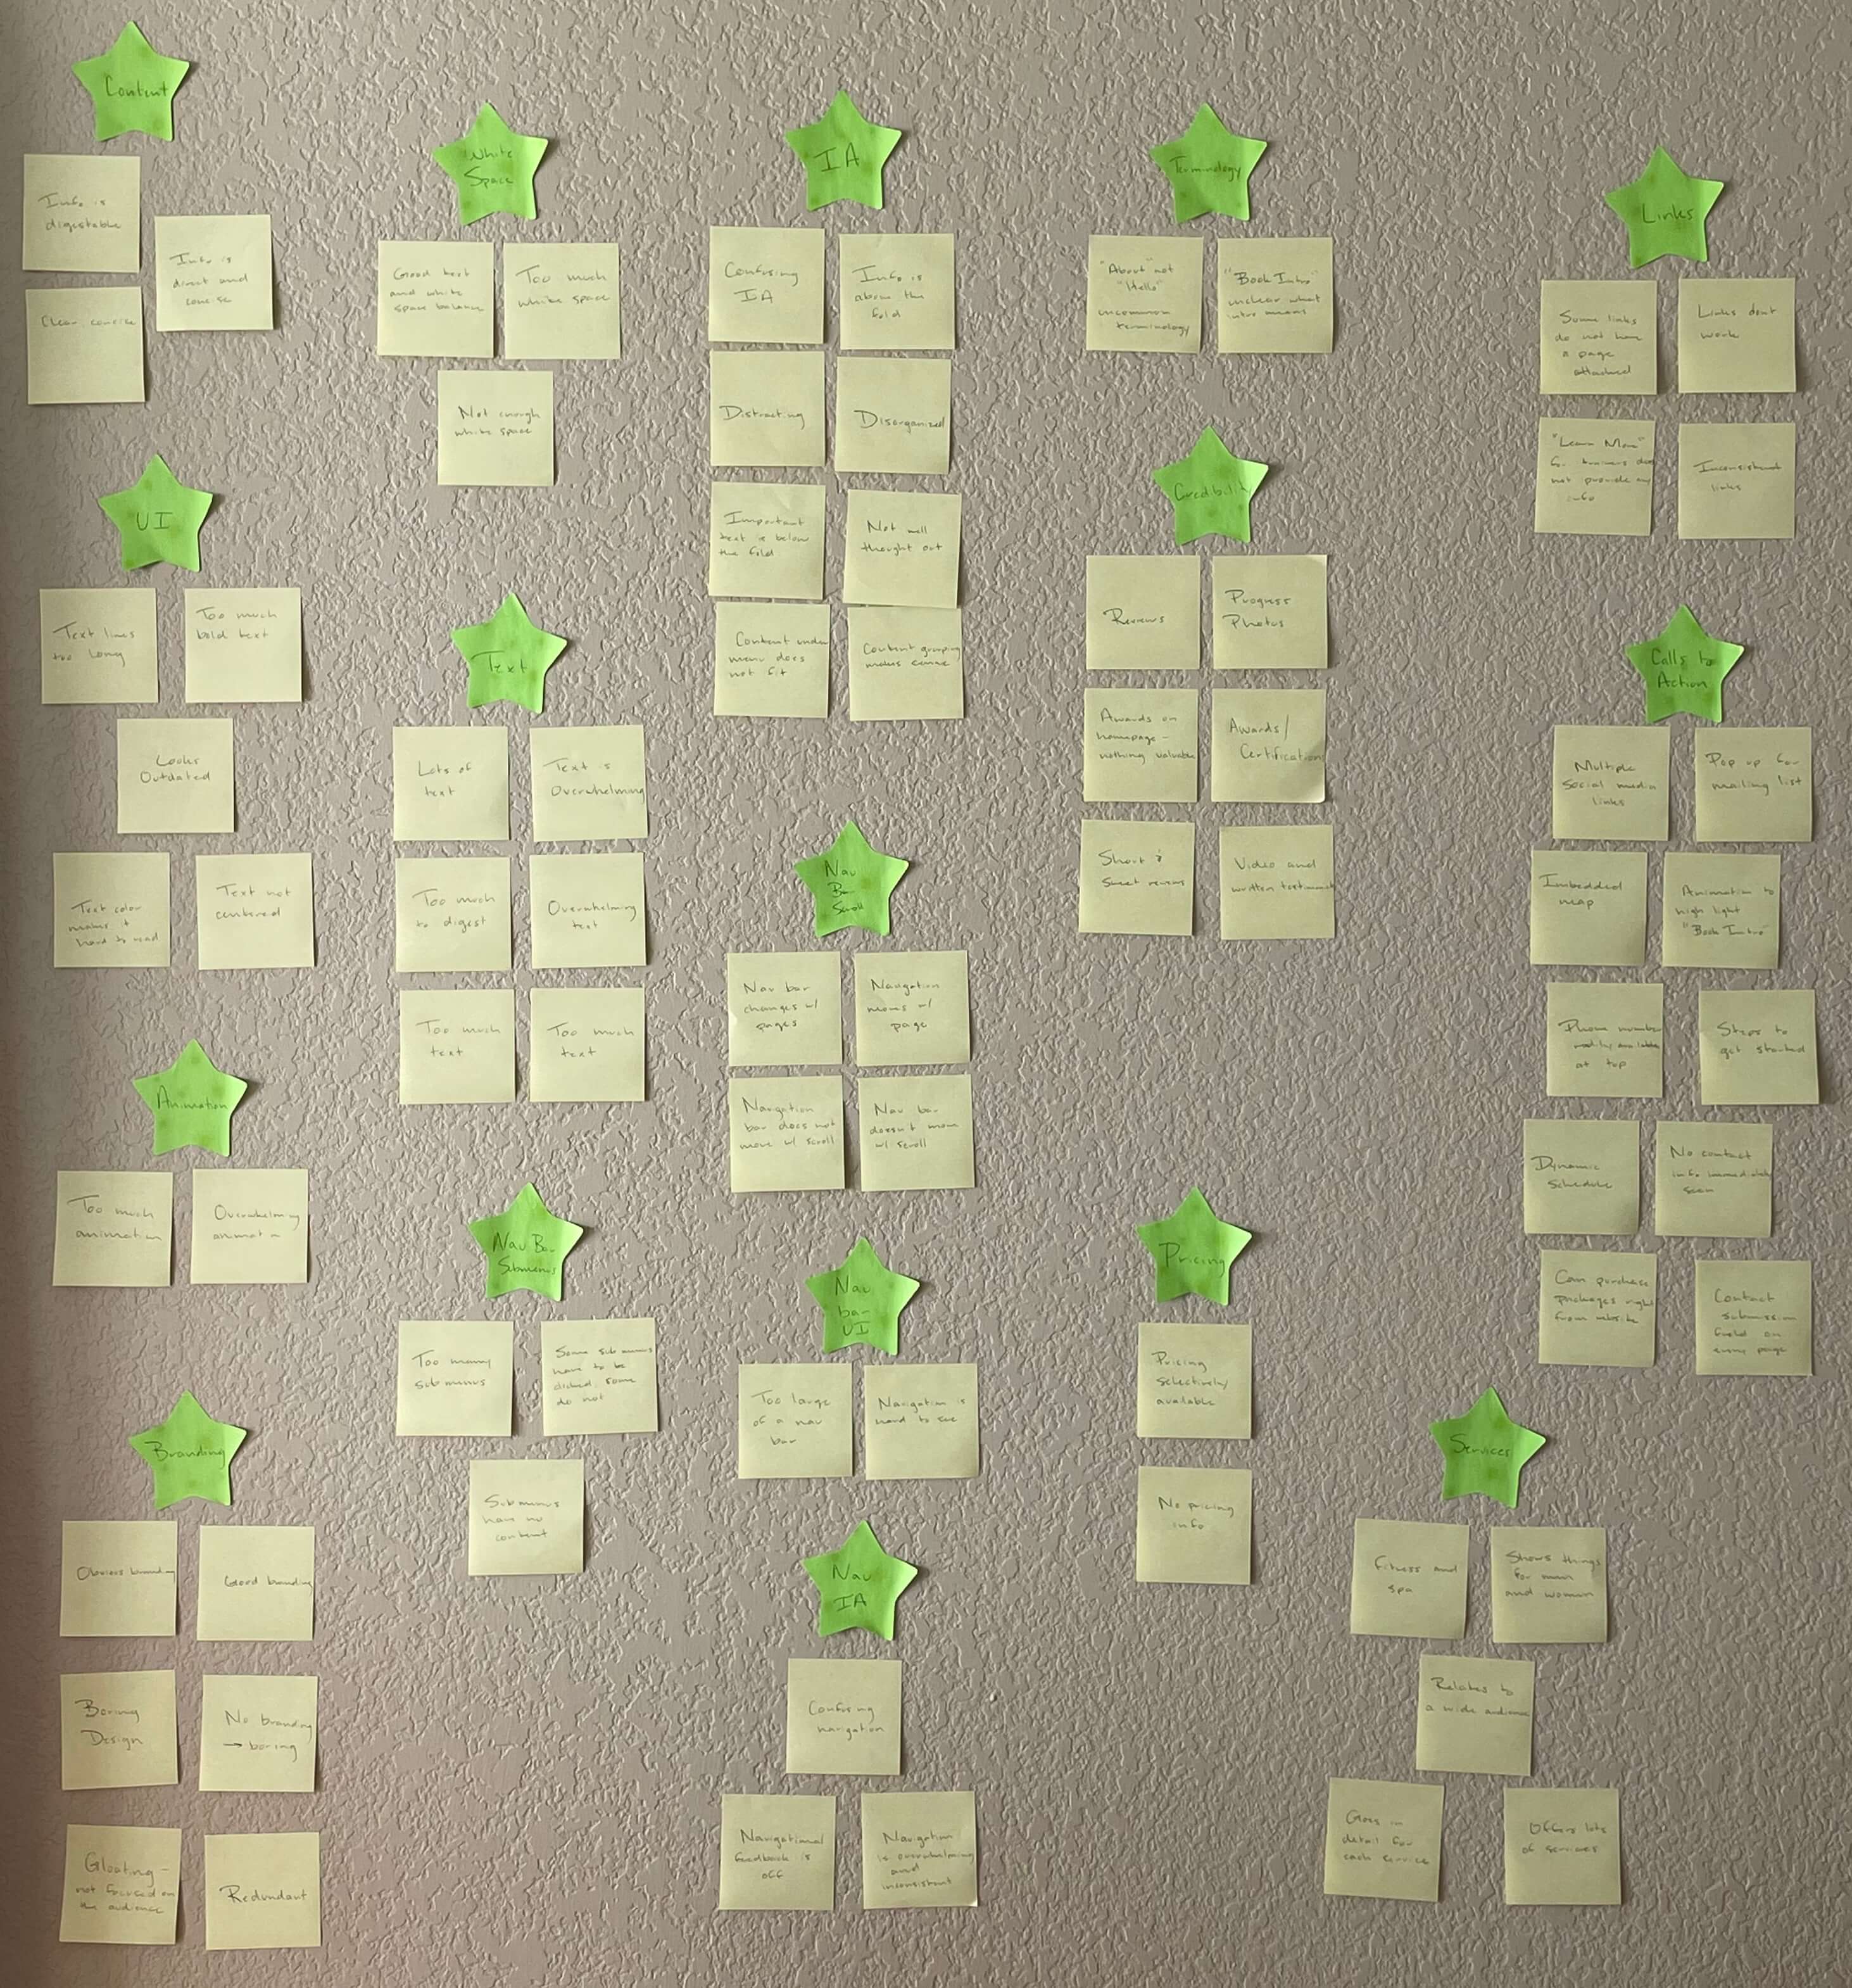 Content
Info is
digestable
Info is
direct and
concise
Clear, concise
UI
Text lines
too long
Too much
bold text
Looks
Outdated
Text color
makes it
hard to read
Text not
centered
Animation
Too much
animation
Overwhelming
Branding
Obvious branding
Good branding
Boring
Design
No branding
→ boring
Gloating -
not focused on
the audience
Redundant
White
Space
Good text
and white
space balance
Too much
white space
Not enough
white space
Text
Lots of
text
Text is
Overwhelming
Too much
to digest
Overwhelming
text
Too much
text
Too much
text
Nav Bar
Submenus
Too many
submenus
Some submenus
have to be
clicked, some
do not
Submenus
have no
content
IA
Confusing
IA
Info is
above the
fold
Distracting
Disorganized
Important
text is below
the fold
Not well
thought out
Content under
menu does
not fit
Content grouping
makes sense
Nav
Bar
Scroll
Nav bar
changes w/
pages
Navigation
moves w/
page
Navigation
bar does not
move w/ scroll
Nav bar
doesn't move
w/ scroll
Nav
bar
UI
Too large
of a nav
bar
Navigation is
hard to see
Nav
IA
Confusing
navigation
Navigational
feedback is
off
Navigation
is overwhelming
and
inconsistent
Terminology
"About" not
"Hello"
uncommon
terminology
"Book Intro"
unclear what
intro means
Credibility
Reviews
Progress
Photos
Awards on
homepage -
nothing valuable
Awards/
Certifications
Short &
Sweet reviews
Video and
written testimonials
Pricing
Pricing
selectively
available
No pricing
info
Links
Some links
do not have
a page
attached
Links don't
work
"Learn More"
for trainers does
not provide any
info
Inconsistent
links
Calls to
Action
Multiple
Social media
links
Pop up for
mailing list
Imbedded
map
Animation to
high light
"Book Intro"
Phone number
at top
Steps to
get started
Dynamic
Schedule
No contact
info immediately
seen
Can purchase
packages right
from website
Contact
submission
field on
every page
Services
Fitness and
spa
Shows things
for man
and woman
Relates to
a wide audience
Goes in
detail for
each service
Offers lots
of services